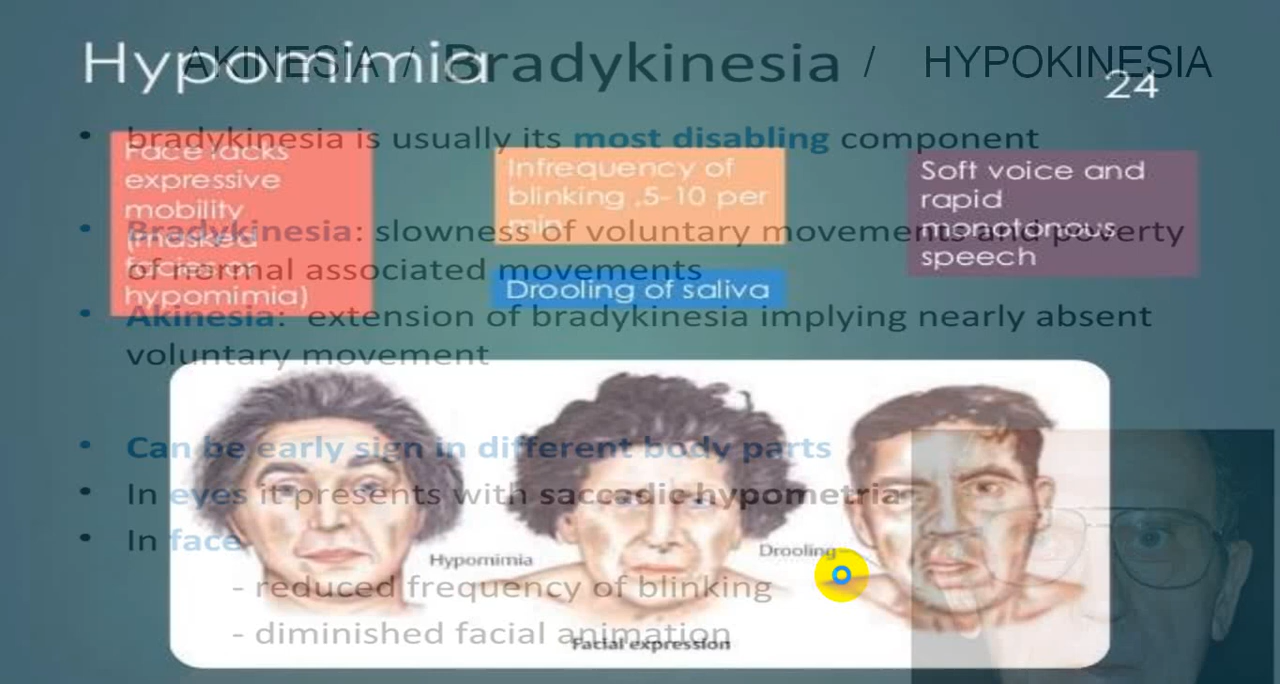 Hypomimia
24
Face lacks
expressive
mobility
(masked
facies or
hypomimia)
Infrequency of
blinking ,5-10 per
min
Drooling of saliva
Soft voice and
rapid
monotonous
speech
Hypomimia
Drooling
Facial expression
AKINESIA / Bradykinesia / HYPOKINESIA
• bradykinesia is usually its most disabling component
• Bradykinesia: slowness of voluntary movements and poverty
of normal associated movements
• Akinesia: extension of bradykinesia implying nearly absent
voluntary movement
• Can be early sign in different body parts
• In eyes it presents with saccadic hypometria
• In face
- reduced frequency of blinking
- diminished facial animation